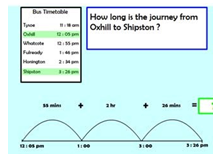 Bus Timetable
Tysoe 11 : 18 am
Oxhill 12 : 05 pm
Whatcote 12 : 55 pm
Fullready 1 : 46 pm
Honington 2 : 34 pm
Shipston 3 : 26 pm
How long is the journey from
Oxhill to Shipston ?
55 mins + 2 hr + 26 mins =
12 : 05 pm 1 : 00 3 : 00 3 : 26 pm